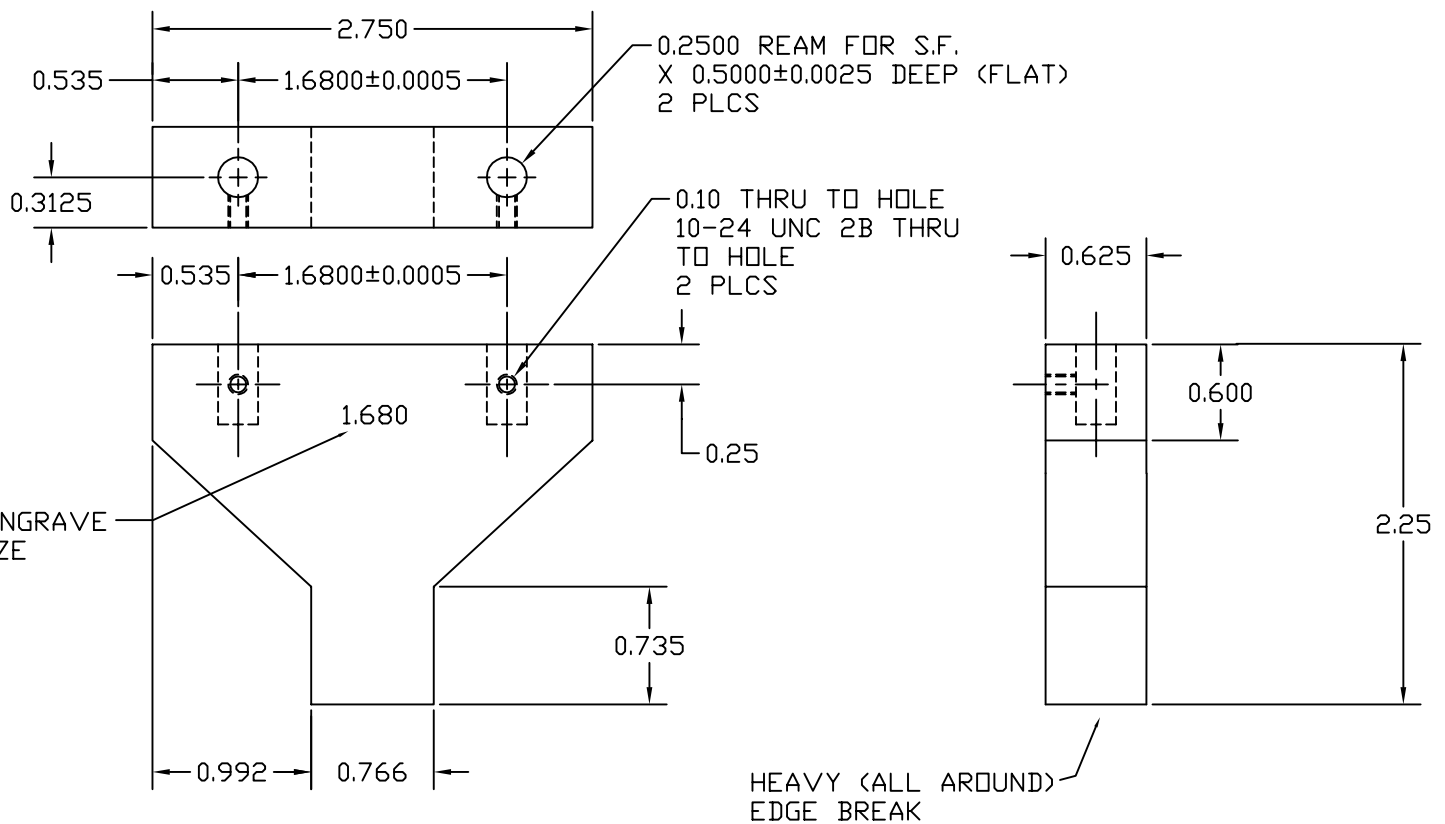 2.750
0.535
1.6800±0.0005
0.2500 REAM FOR S.F.
X 0.5000±0.0025 DEEP (FLAT)
2 PLCS
0.3125
0.10 THRU TO HOLE
10-24 UNC 2B THRU
TO HOLE
2 PLCS
0.535
1.6800±0.0005
0.625
1.680
0.600
0.25
NGRAVE
ZE
2.25
0.735
0.992
0.766
HEAVY (ALL AROUND)
EDGE BREAK